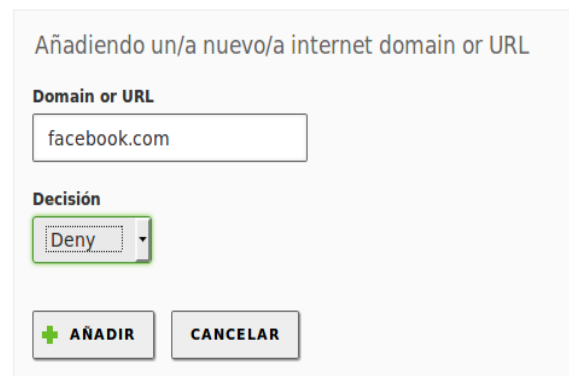 Añadiendo un/a nuevo/a internet domain or URL
Domain or URL
facebook.com
Decisión
Deny
AÑADIR CANCELAR